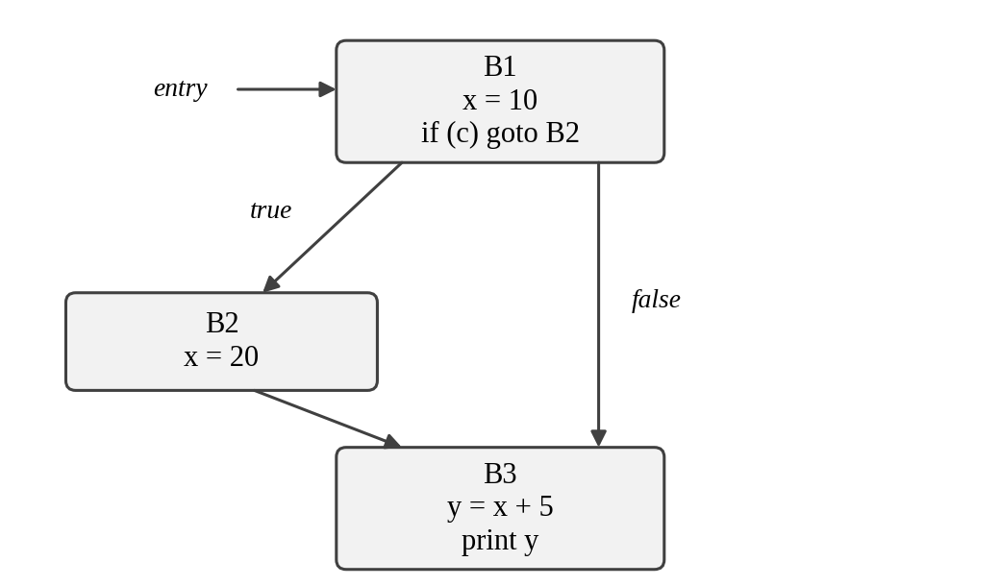 B1
entry
x = 10
if (c) goto B2
true
false
B2
x = 20
B3
y = x + 5
print y